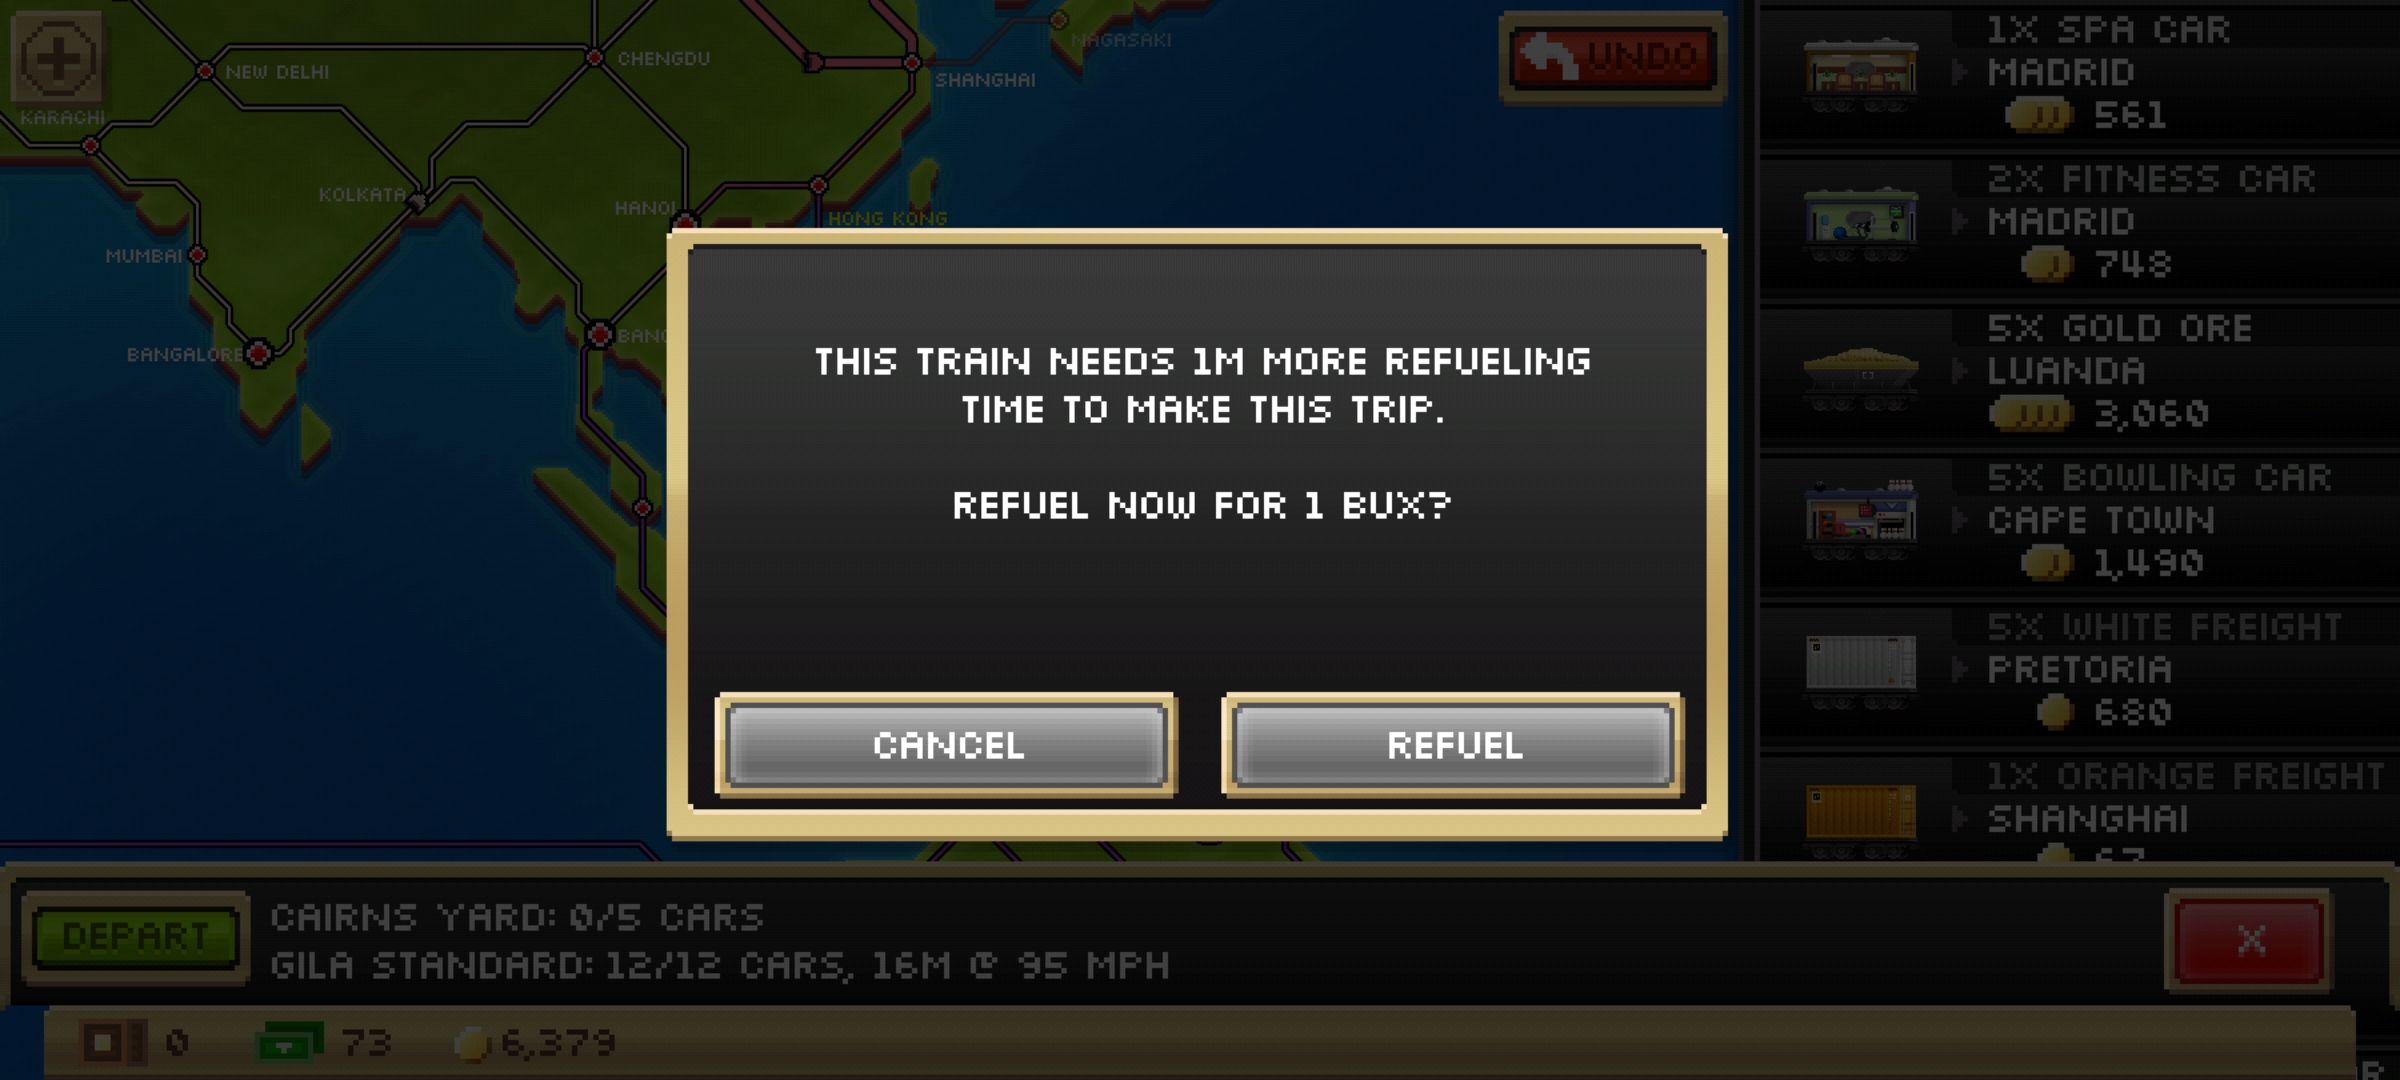 NEW DELHI
CHENGDU
NAGASAKI
SHANGHAI
KARACHI
KOLKATA
HANOI
HONG KONG
MUMBAI
BANGALORE
UNDO
1X SPA CAR
MADRID
561
2X FITNESS CAR
MADRID
748
5X GOLD ORE
LUANDA
3,060
5X BOWLING CAR
CAPE TOWN
1,490
5X WHITE FREIGHT
PRETORIA
680
1X ORANGE FREIGHT
SHANGHAI
67
THIS TRAIN NEEDS 1M MORE REFUELING
TIME TO MAKE THIS TRIP.
REFUEL NOW FOR 1 BUX?
CANCEL
REFUEL
DEPART
CAIRNS YARD: 0/5 CARS
GILA STANDARD: 12/12 CARS, 16M @ 95 MPH
X
0
73
6,379